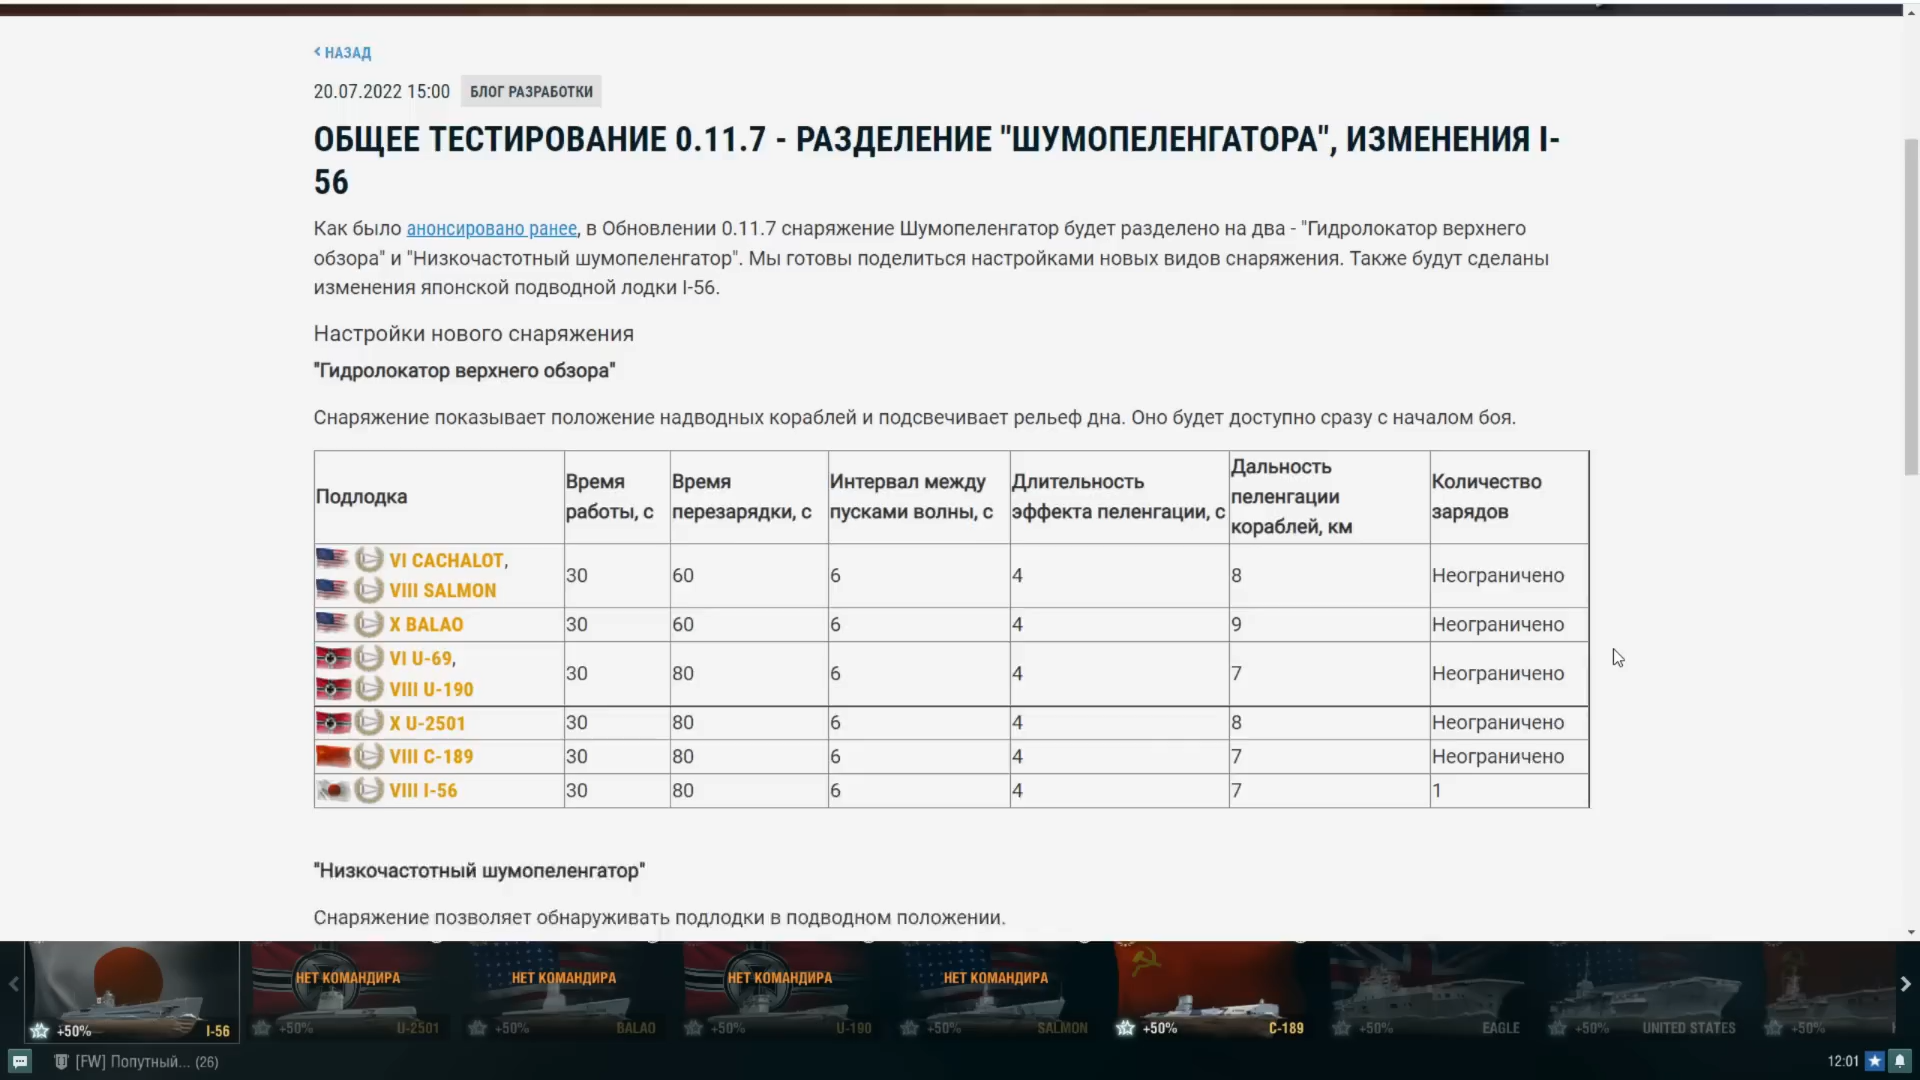 НАЗАД
20.07.2022 15:00 БЛОГ РАЗРАБОТКИ
ОБЩЕЕ ТЕСТИРОВАНИЕ 0.11.7 - РАЗДЕЛЕНИЕ "ШУМОПЕЛЕНГАТОРА", ИЗМЕНЕНИЯ I-
56
Как было анонсировано ранее, в Обновлении 0.11.7 снаряжение Шумопеленгатор будет разделено на два - "Гидролокатор верхнего
обзора" и "Низкочастотный шумопеленгатор". Мы готовы поделиться настройками новых видов снаряжения. Также будут сделаны
изменения японской подводной лодки I-56.
Настройки нового снаряжения
"Гидролокатор верхнего обзора"
Снаряжение показывает положение надводных кораблей и подсвечивает рельеф дна. Оно будет доступно сразу с началом боя.
Подлодка
Время
работы, с
Время
перезарядки, с
Интервал между
пусками волны, с
Длительность
эффекта пеленгации, с
Дальность
пеленгации
кораблей, км
Количество
зарядов
VI CACHALOT,
VIII SALMON
30 60 6 4 8 Неограничено
X BALAO 30 60 6 4 9 Неограничено
VI U-69,
VIII U-190
30 80 6 4 7 Неограничено
X U-2501 30 80 6 4 8 Неограничено
VIII С-189 30 80 6 4 7 Неограничено
VIII I-56 30 80 6 4 7 1
"Низкочастотный шумопеленгатор"
Снаряжение позволяет обнаруживать подлодки в подводном положении.
НЕТ КОМАНДИРА НЕТ КОМАНДИРА НЕТ КОМАНДИРА НЕТ КОМАНДИРА
+50% I-56 +50% U-2501 +50% BALAO +50% U-190 +50% SALMON +50% С-189 +50% EAGLE +50% UNITED STATES +50%
[FW] Попутный... (26) 12:01